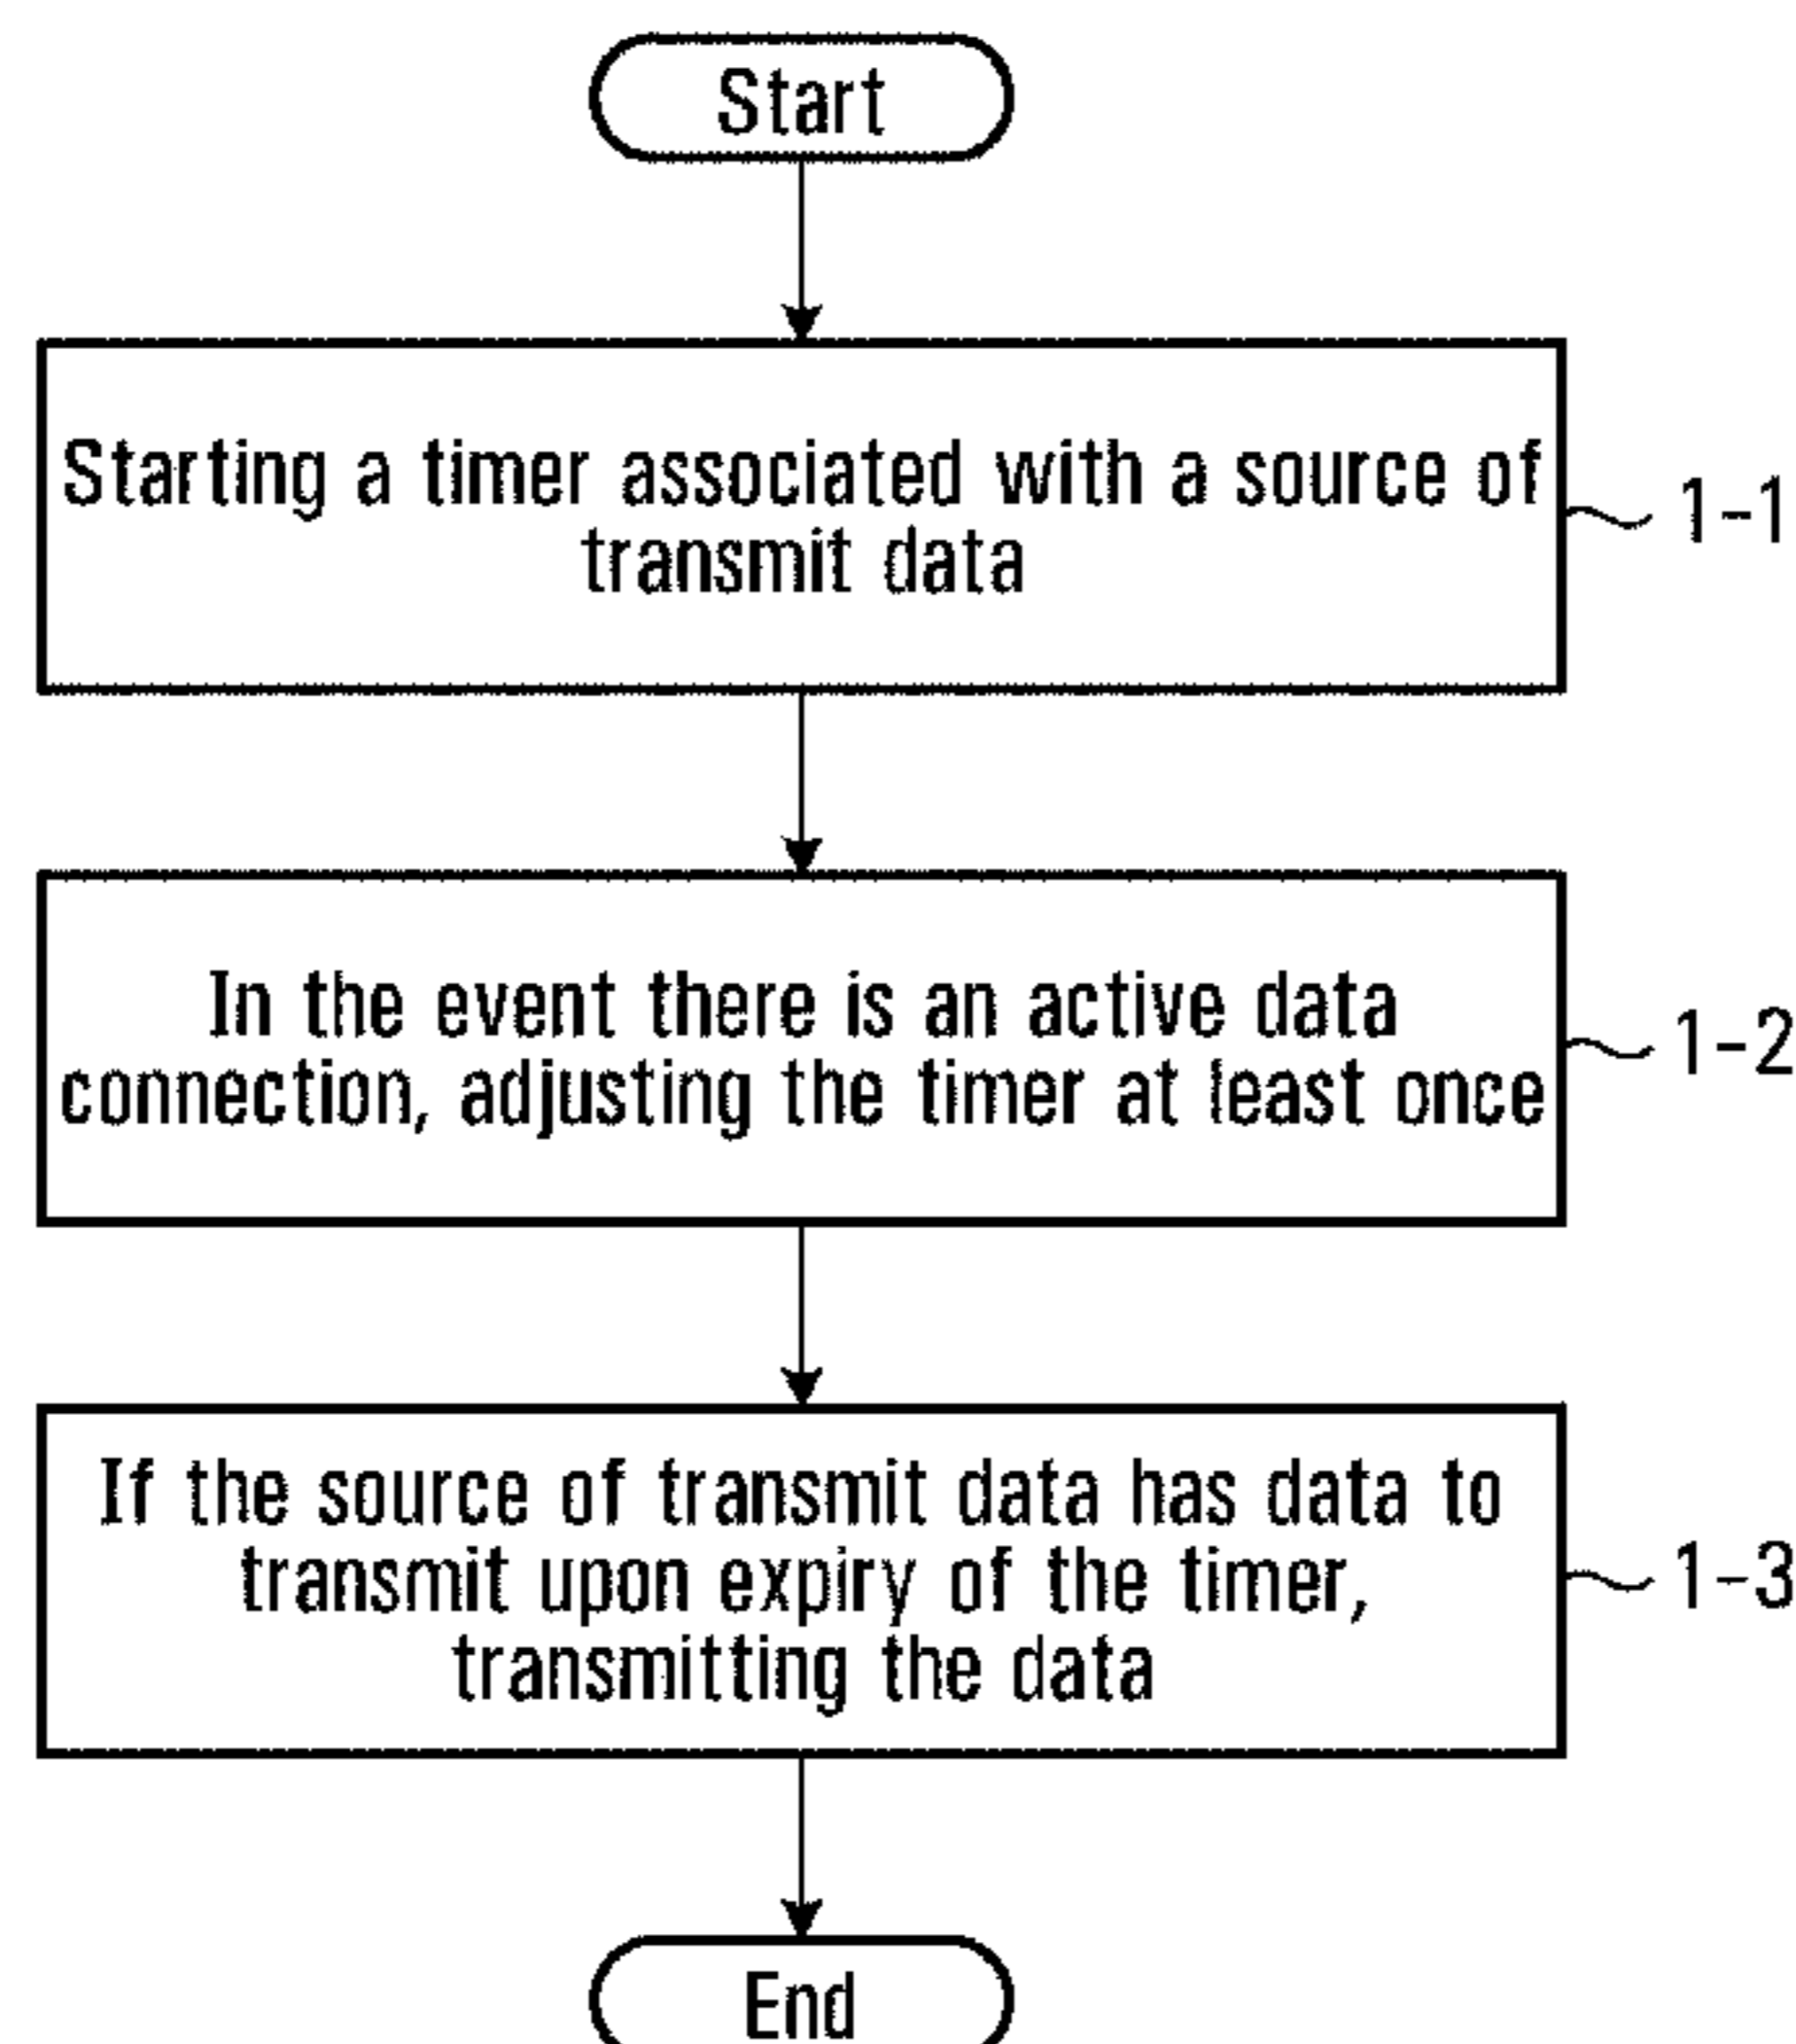 Start
Starting a timer associated with a source of
transmit data
1-1
In the event there is an active data
connection, adjusting the timer at least once
1-2
If the source of transmit data has data to
transmit upon expiry of the timer,
transmitting the data
1-3
End